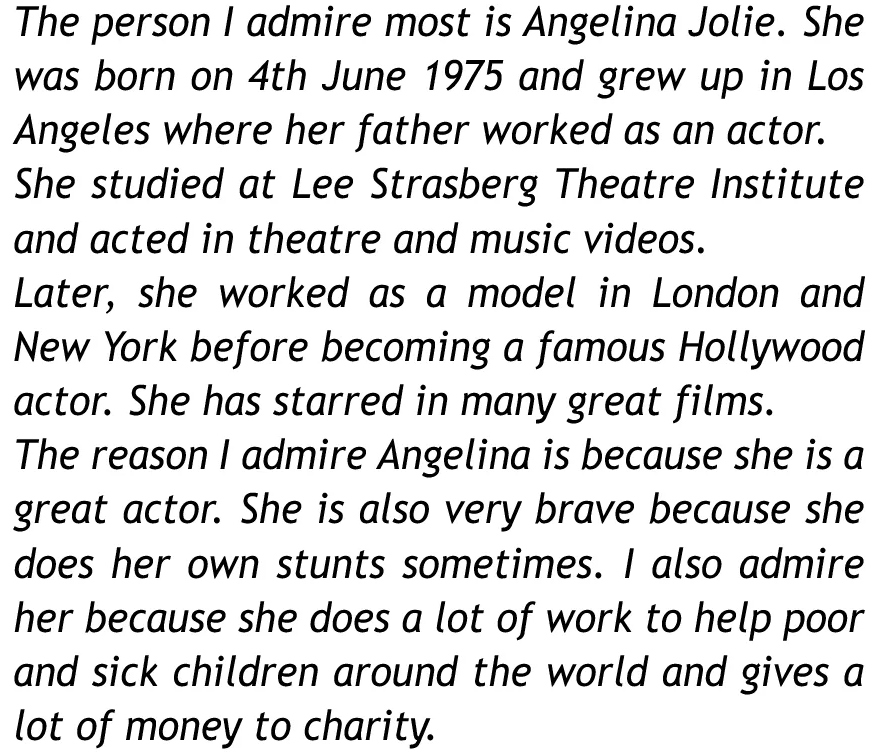 The person I admire most is Angelina Jolie. She
was born on 4th June 1975 and grew up in Los
Angeles where her father worked as an actor.
She studied at Lee Strasberg Theatre Institute
and acted in theatre and music videos.
Later, she worked as a model in London and
New York before becoming a famous Hollywood
actor. She has starred in many great films.
The reason I admire Angelina is because she is a
great actor. She is also very brave because she
does her own stunts sometimes. I also admire
her because she does a lot of work to help poor
and sick children around the world and gives a
lot of money to charity.